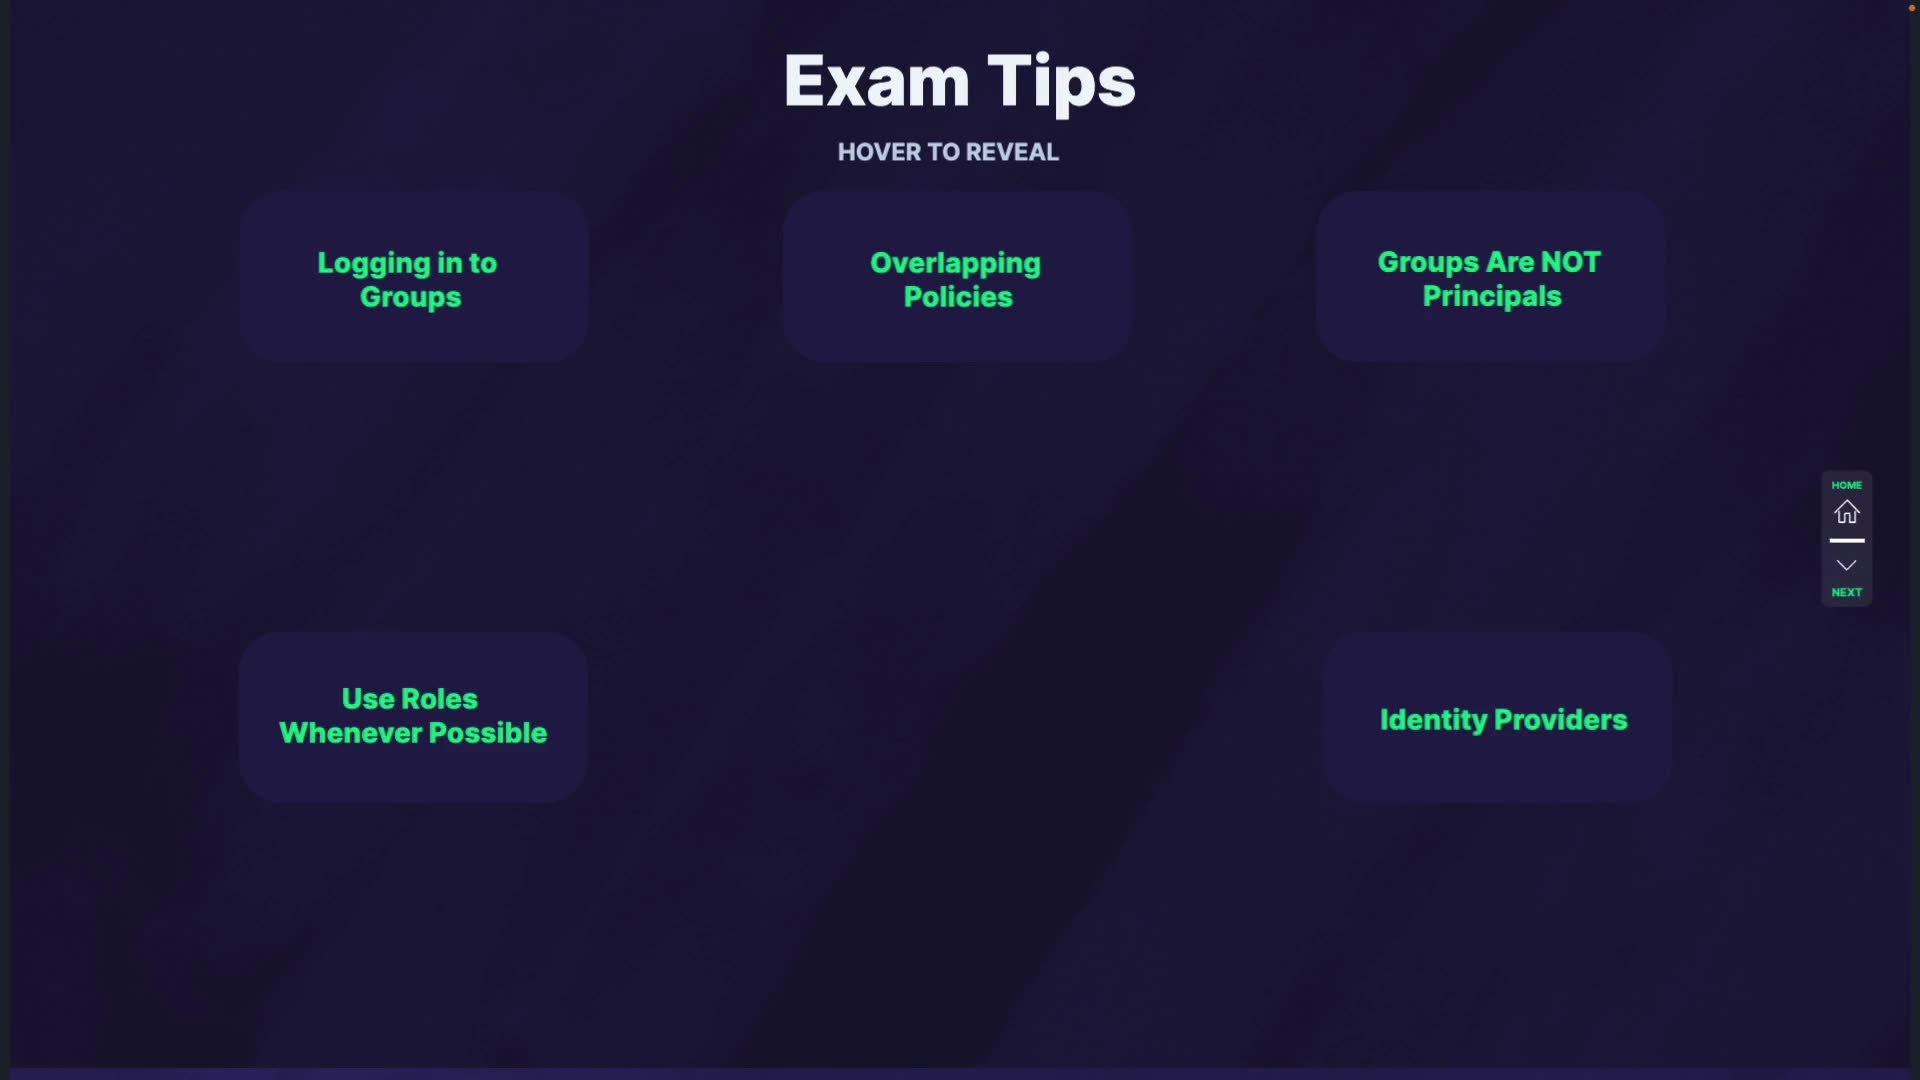 Exam Tips
HOVER TO REVEAL
Logging in to
Groups
Overlapping
Policies
Groups Are NOT
Principals
HOME
NEXT
Use Roles
Whenever Possible
Identity Providers